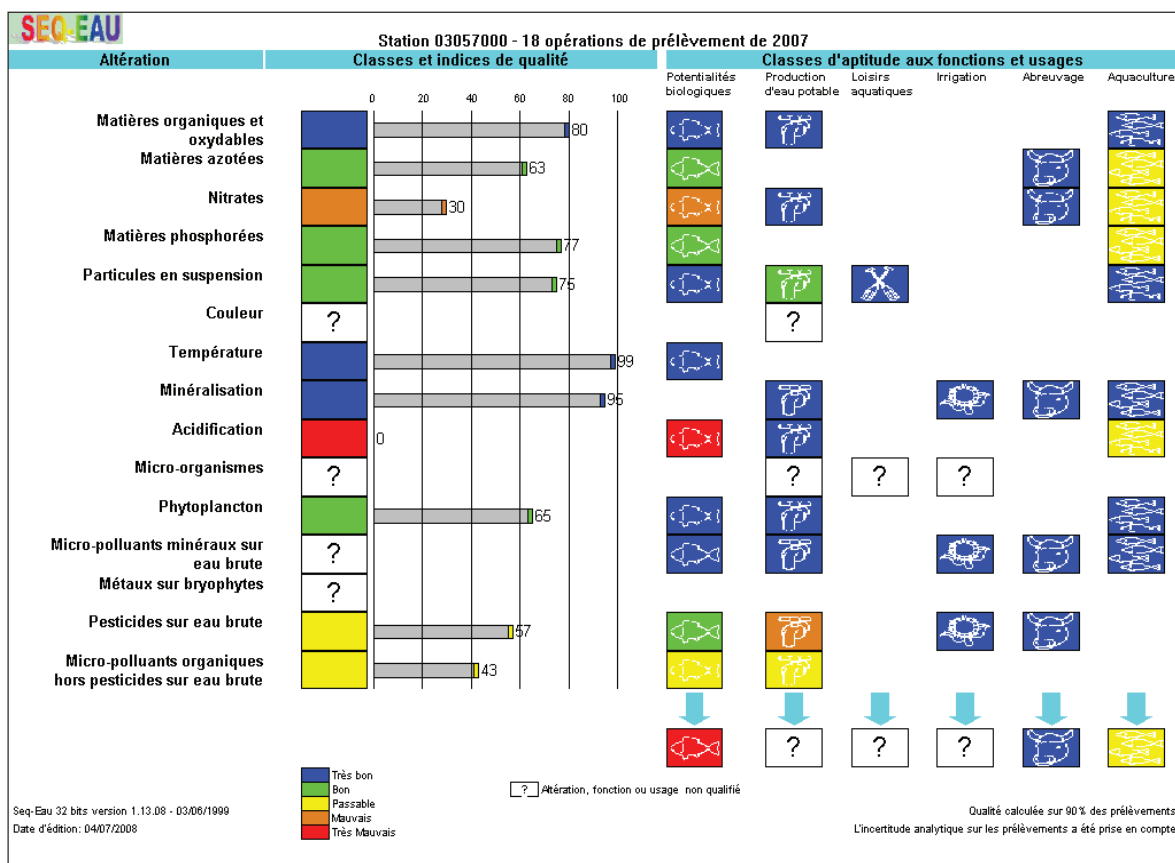 SEQ-EAU
Station 03057000 - 18 opérations de prélèvement de 2007
Altération
Classes et indices de qualité
Classes d'aptitude aux fonctions et usages
Potentialités
biologiques
Production
d'eau potable
Loisirs
aquatiques
Irrigation
Abreuvage
Aquaculture
0 20 40 60 80 100
Matières organiques et
oxydables
80
Matières azotées
63
Nitrates
30
Matières phosphorées
77
Particules en suspension
75
Couleur
? ?
Température
99
Minéralisation
95
Acidification
0
Micro-organismes
? ? ? ?
Phytoplancton
65
Micro-polluants minéraux sur
eau brute
?
Métaux sur bryophytes
?
Pesticides sur eau brute
57
Micro-polluants organiques
hors pesticides sur eau brute
43
? ? ?
Très bon
Bon
Passable
Mauvais
Très Mauvais
? Altération, fonction ou usage non qualifié
Seq-Eau 32 bits version 1.13.08 - 03/06/1999
Date d'édition: 04/07/2008
Qualité calculée sur 90 % des prélèvements
L'incertitude analytique sur les prélèvements a été prise en compte